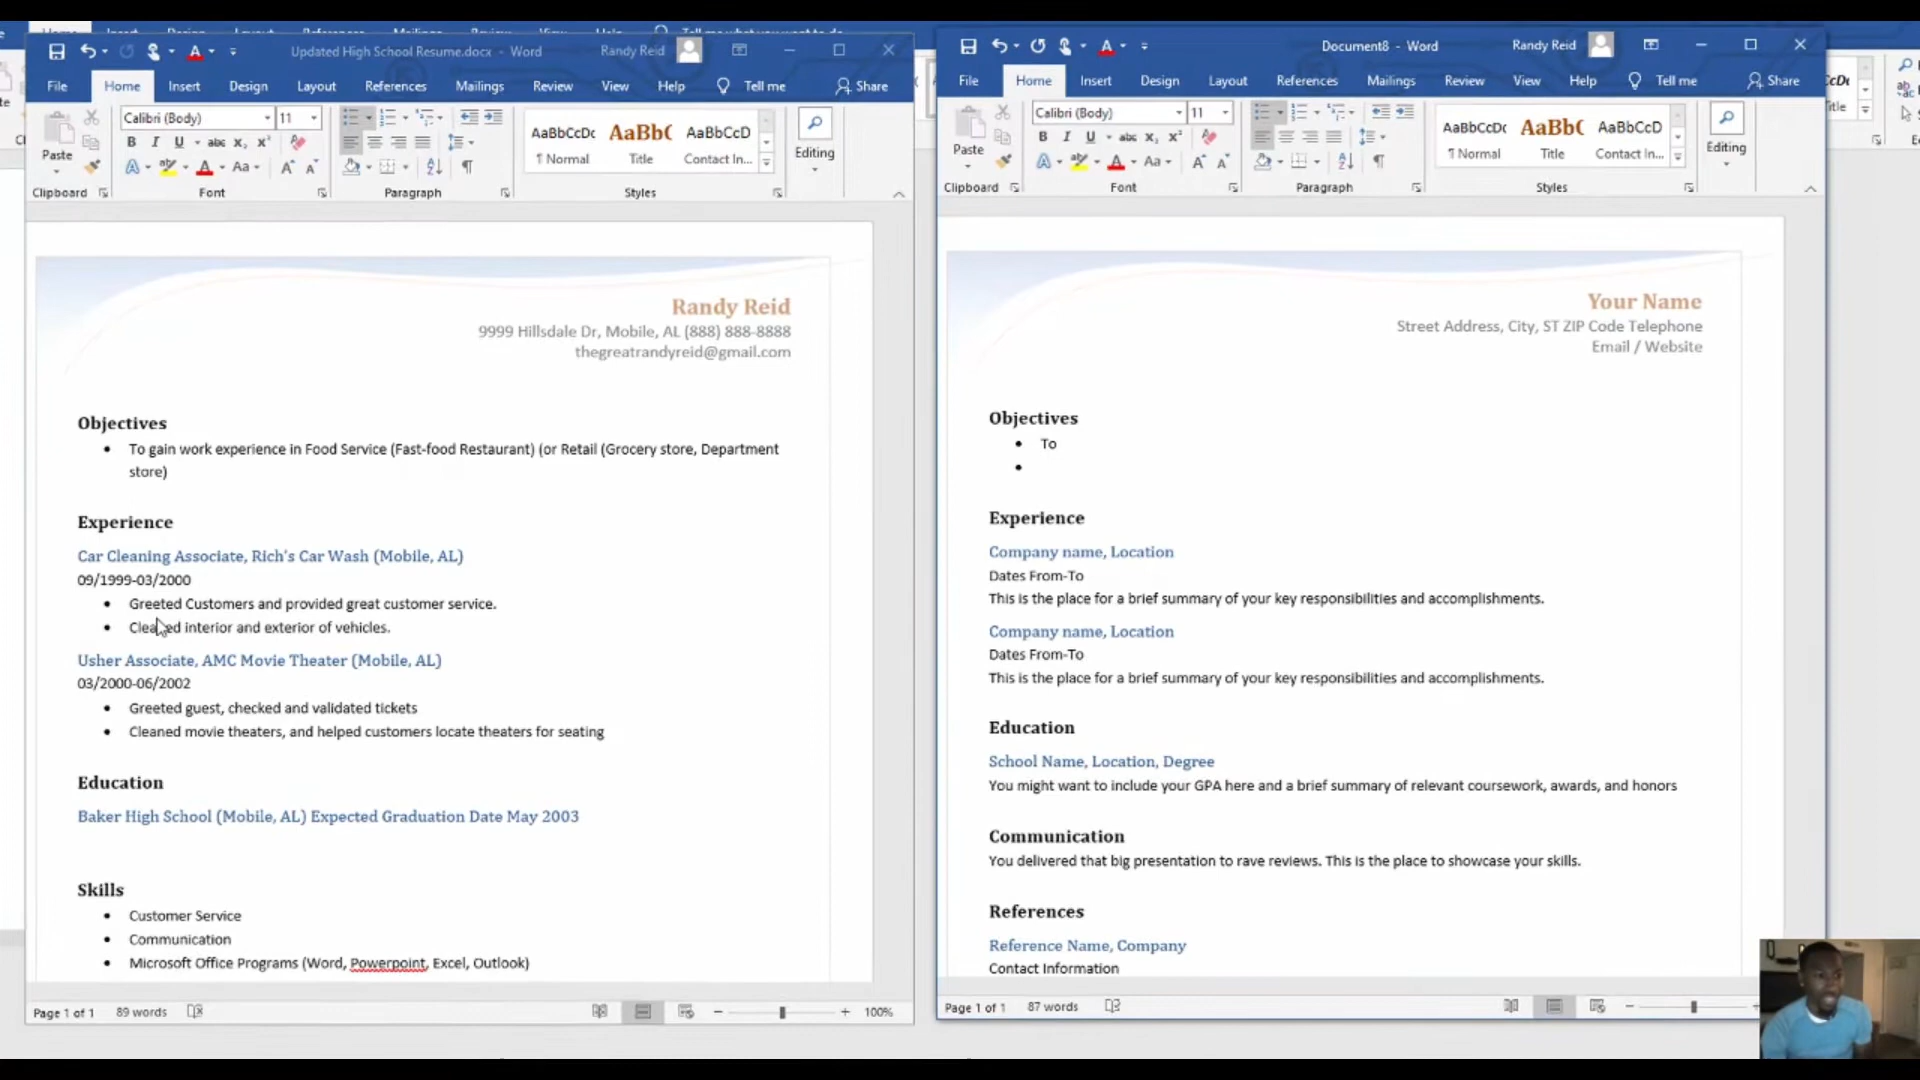 Updated High School Resume.docx - Word Randy Reid
File Home Insert Design Layout References Mailings Review View Help Tell me Share
Calibri (Body) 11
Paste
B I U abc x₂ x²
Aa
AaBbCcDc AaBb( AaBbCcD
¶ Normal Title Contact In...
Editing
Clipboard Font Paragraph Styles
Randy Reid
9999 Hillsdale Dr, Mobile, AL (888) 888-8888
thegreatrandyreid@gmail.com
Objectives
• To gain work experience in Food Service (Fast-food Restaurant) (or Retail (Grocery store, Department
store)
Experience
Car Cleaning Associate, Rich's Car Wash (Mobile, AL)
09/1999-03/2000
• Greeted Customers and provided great customer service.
• Cleaned interior and exterior of vehicles.
Usher Associate, AMC Movie Theater (Mobile, AL)
03/2000-06/2002
• Greeted guest, checked and validated tickets
• Cleaned movie theaters, and helped customers locate theaters for seating
Education
Baker High School (Mobile, AL) Expected Graduation Date May 2003
Skills
• Customer Service
• Communication
• Microsoft Office Programs (Word, Powerpoint, Excel, Outlook)
Page 1 of 1 89 words 100%
Document8 - Word Randy Reid
File Home Insert Design Layout References Mailings Review View Help Tell me Share
Calibri (Body) 11
Paste
B I U abc x₂ x²
Aa
AaBbCcDc AaBb( AaBbCcD
¶ Normal Title Contact In...
Editing
Clipboard Font Paragraph Styles
Your Name
Street Address, City, ST ZIP Code Telephone
Email / Website
Objectives
• To
•
Experience
Company name, Location
Dates From-To
This is the place for a brief summary of your key responsibilities and accomplishments.
Company name, Location
Dates From-To
This is the place for a brief summary of your key responsibilities and accomplishments.
Education
School Name, Location, Degree
You might want to include your GPA here and a brief summary of relevant coursework, awards, and honors
Communication
You delivered that big presentation to rave reviews. This is the place to showcase your skills.
References
Reference Name, Company
Contact Information
Page 1 of 1 87 words